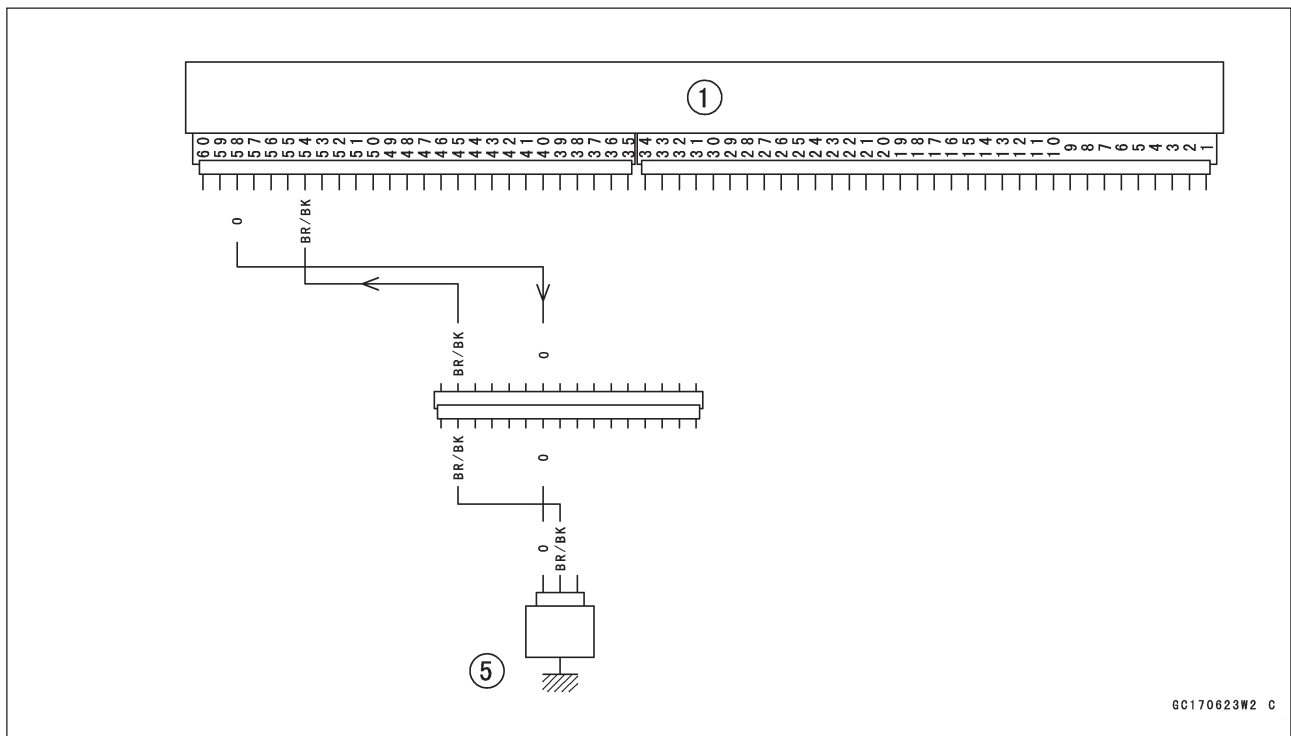 1
60 59 58 57 56 55 54 53 52 51 50 49 48 47 46 45 44 43 42 41 40 39 38 37 36 35 34 33 32 31 30 29 28 27 26 25 24 23 22 21 20 19 18 17 16 15 14 13 12 11 10 9 8 7 6 5 4 3 2 1
O BR/BK
BR/BK O
BR/BK O
O BR/BK
5
GC170623W2 C